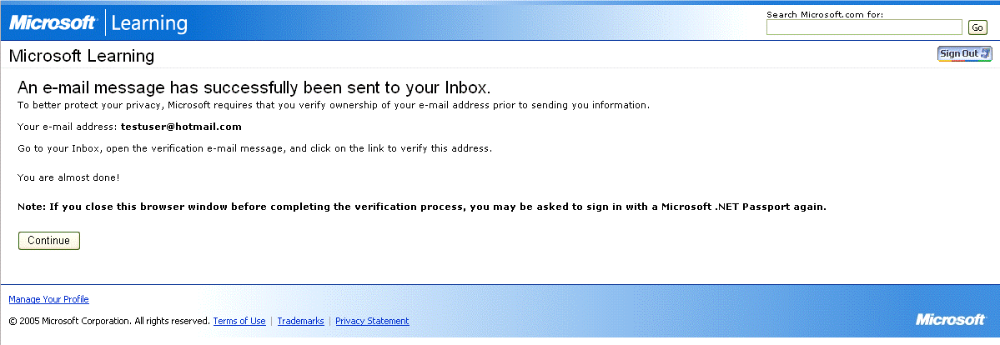 Microsoft Learning
Search Microsoft.com for:
Go
Microsoft Learning
Sign Out
An e-mail message has successfully been sent to your Inbox.
To better protect your privacy, Microsoft requires that you verify ownership of your e-mail address prior to sending you information.
Your e-mail address: testuser@hotmail.com
Go to your Inbox, open the verification e-mail message, and click on the link to verify this address.
You are almost done!
Note: If you close this browser window before completing the verification process, you may be asked to sign in with a Microsoft .NET Passport again.
Continue
Manage Your Profile
© 2005 Microsoft Corporation. All rights reserved. Terms of Use | Trademarks | Privacy Statement
Microsoft